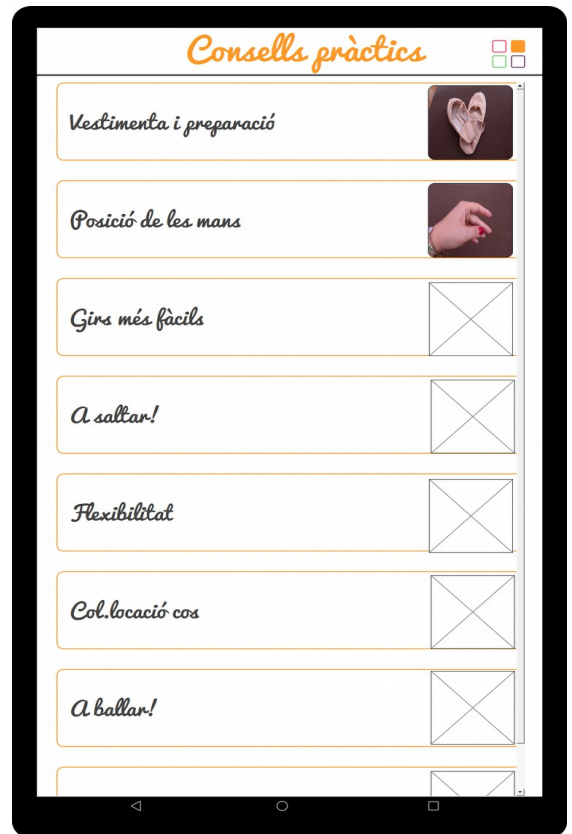 Consells pràctics
Vestimenta i preparació
Posició de les mans
Girs més fàcils
A saltar!
Flexibilitat
Col.locació cos
A ballar!